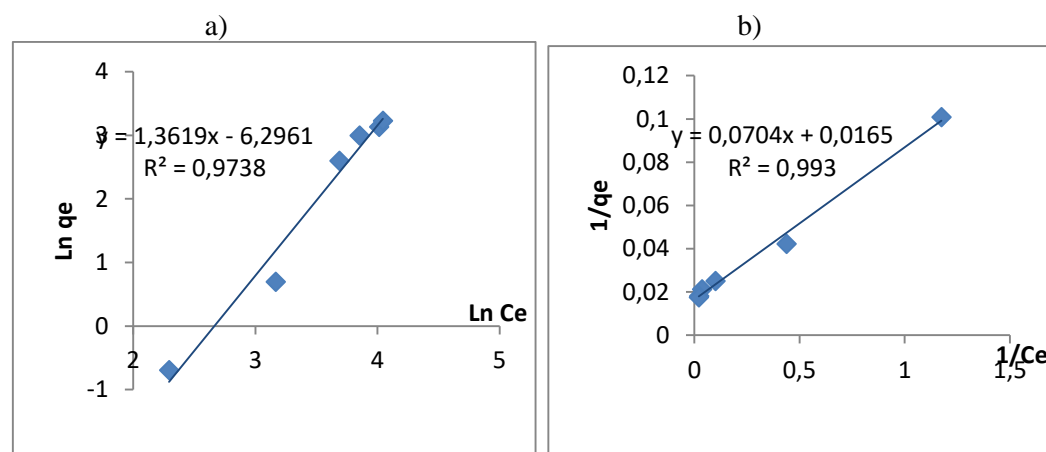 a)
4
3
y = 1,3619x - 6,2961
R² = 0,9738
2
1
0
-1
2
3
4
5
Ln qe
Ln Ce
b)
0,12
0,1
y = 0,0704x + 0,0165
R² = 0,993
0,08
0,06
0,04
0,02
0
0
0,5
1
1,5
1/qe
1/Ce